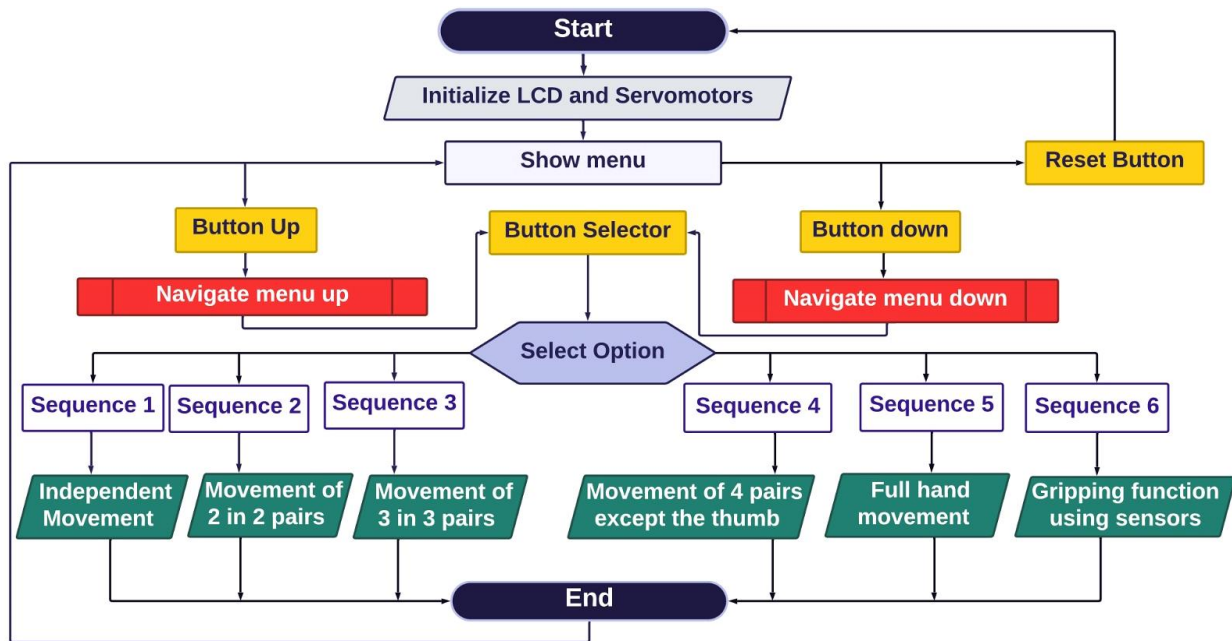 Start
Initialize LCD and Servomotors
Show menu
Reset Button
Button Up
Button Selector
Button down
Navigate menu up
Navigate menu down
Select Option
Sequence 1
Sequence 2
Sequence 3
Sequence 4
Sequence 5
Sequence 6
Independent
Movement
Movement of
2 in 2 pairs
Movement of
3 in 3 pairs
Movement of 4 pairs
except the thumb
Full hand
movement
Gripping function
using sensors
End